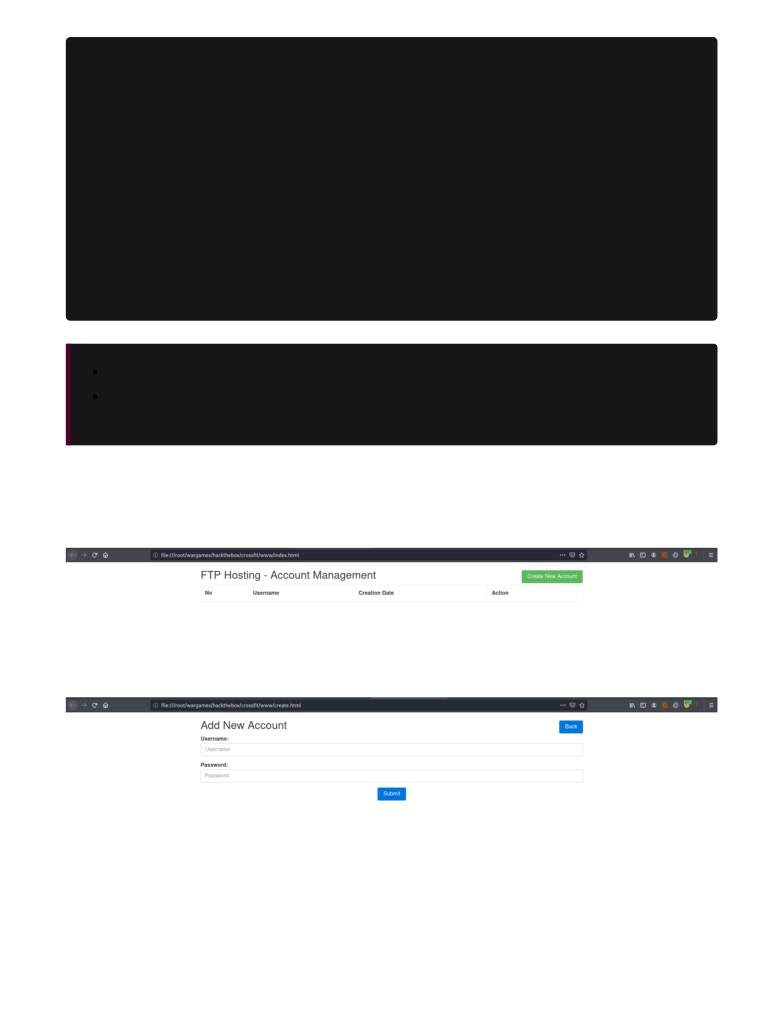 file:///root/wargames/hackthebox/crossfit/www/index.html
FTP Hosting - Account Management
Create New Account
No Username Creation Date Action
file:///root/wargames/hackthebox/crossfit/www/create.html
Add New Account
Back
Username:
Username
Password:
Password
Submit